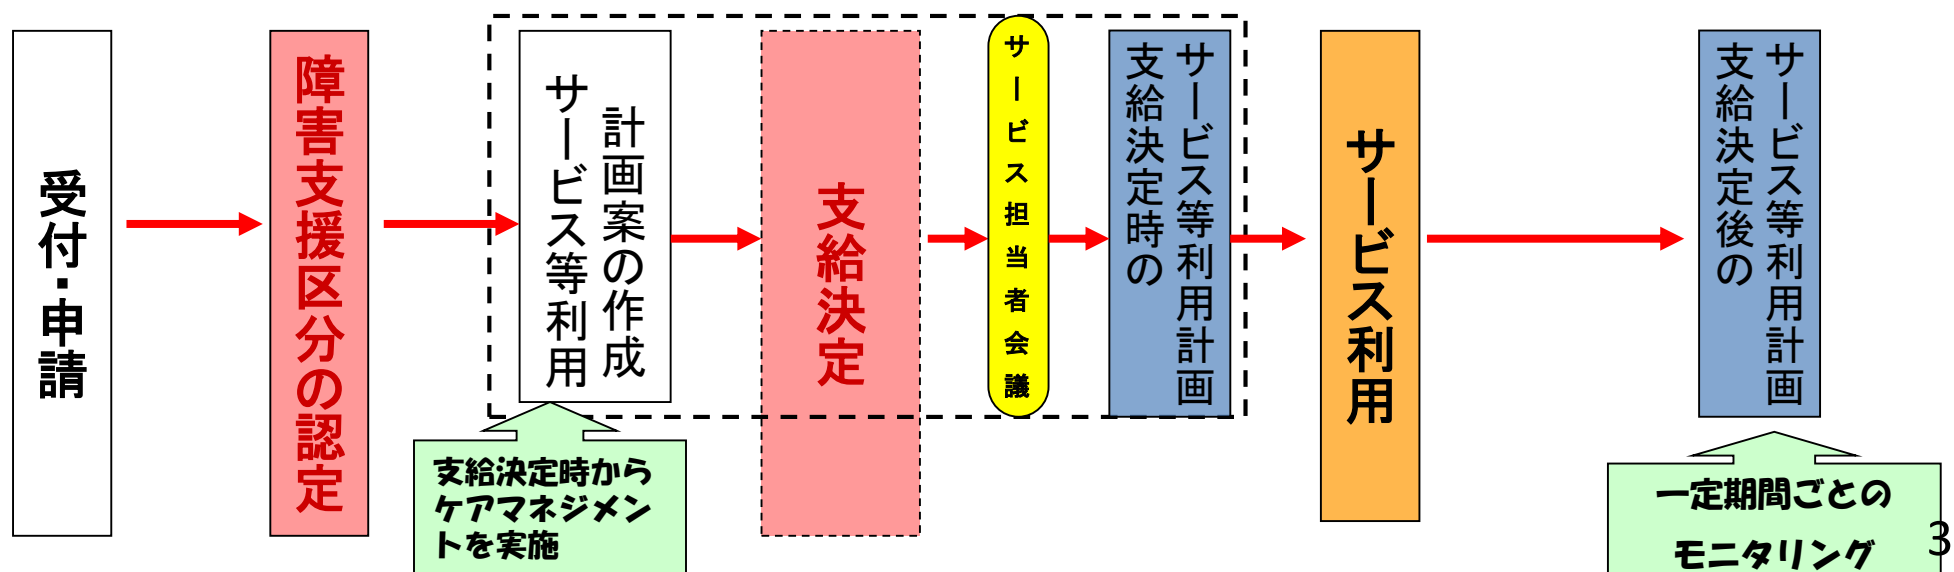 受付・申請
障害支援区分の認定
サービス等利用
計画案の作成
支給決定
サービス担当者会議
支給決定時の
サービス等利用計画
サービス利用
支給決定後の
サービス等利用計画
支給決定時から
ケアマネジメン
トを実施
一定期間ごとの
モニタリング
3